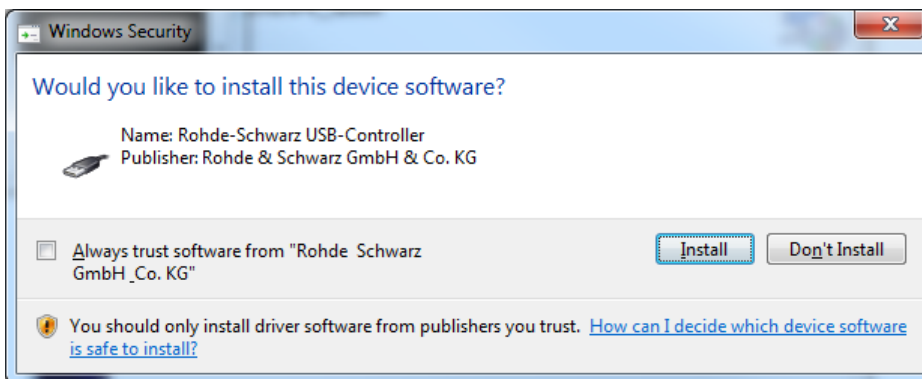 Windows Security
Would you like to install this device software?
Name: Rohde-Schwarz USB-Controller
Publisher: Rohde & Schwarz GmbH & Co. KG
Always trust software from "Rohde  Schwarz
GmbH _Co. KG"
Install
Don't Install
You should only install driver software from publishers you trust. How can I decide which device software
is safe to install?